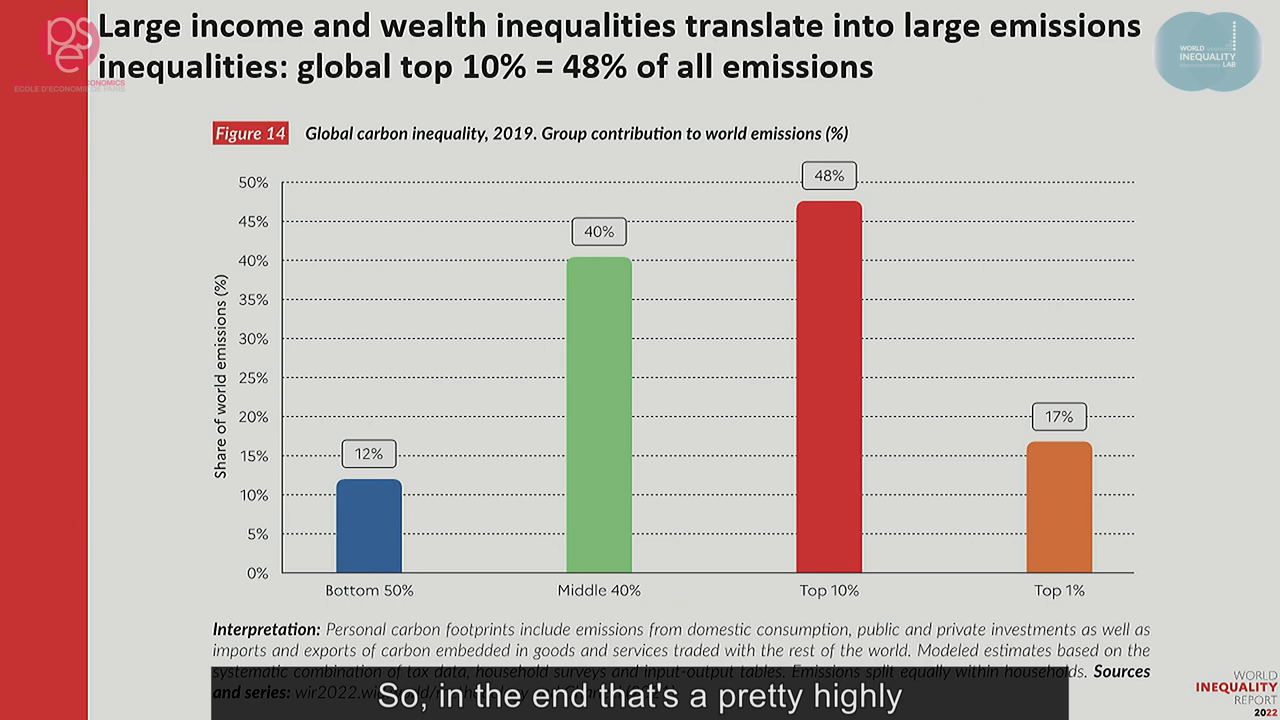 Large income and wealth inequalities translate into large emissions
inequalities: global top 10% = 48% of all emissions
pse
ECOLE D'ECONOMIE DE PARIS
WORLD
INEQUALITY
LAB
Figure 14 Global carbon inequality, 2019. Group contribution to world emissions (%)
Share of world emissions (%)
50%
45%
40%
35%
30%
25%
20%
15%
10%
5%
0%
12%
40%
48%
17%
Bottom 50%
Middle 40%
Top 10%
Top 1%
Interpretation: Personal carbon footprints include emissions from domestic consumption, public and private investments as well as
imports and exports of carbon embedded in goods and services traded with the rest of the world. Modeled estimates based on the
systematic combination of tax data, household surveys and input-output tables. Emissions split equally within households. Sources
and series:
So, in the end that's a pretty highly
WORLD
INEQUALITY
REPORT
2022